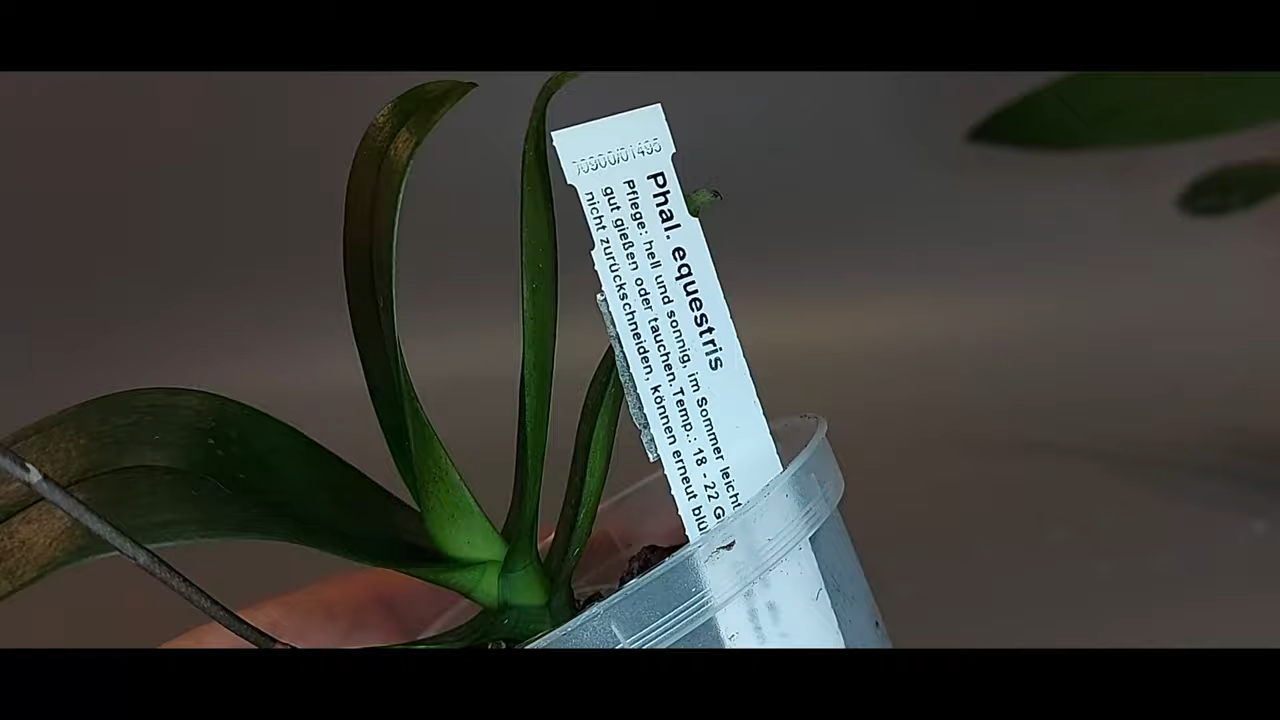 00900/01495
Phal. equestris
Pflege: hell und sonnig, im Sommer leicht
gut gießen oder tauchen. Temp.: 18 - 22
nicht zurückschneiden, können erneut